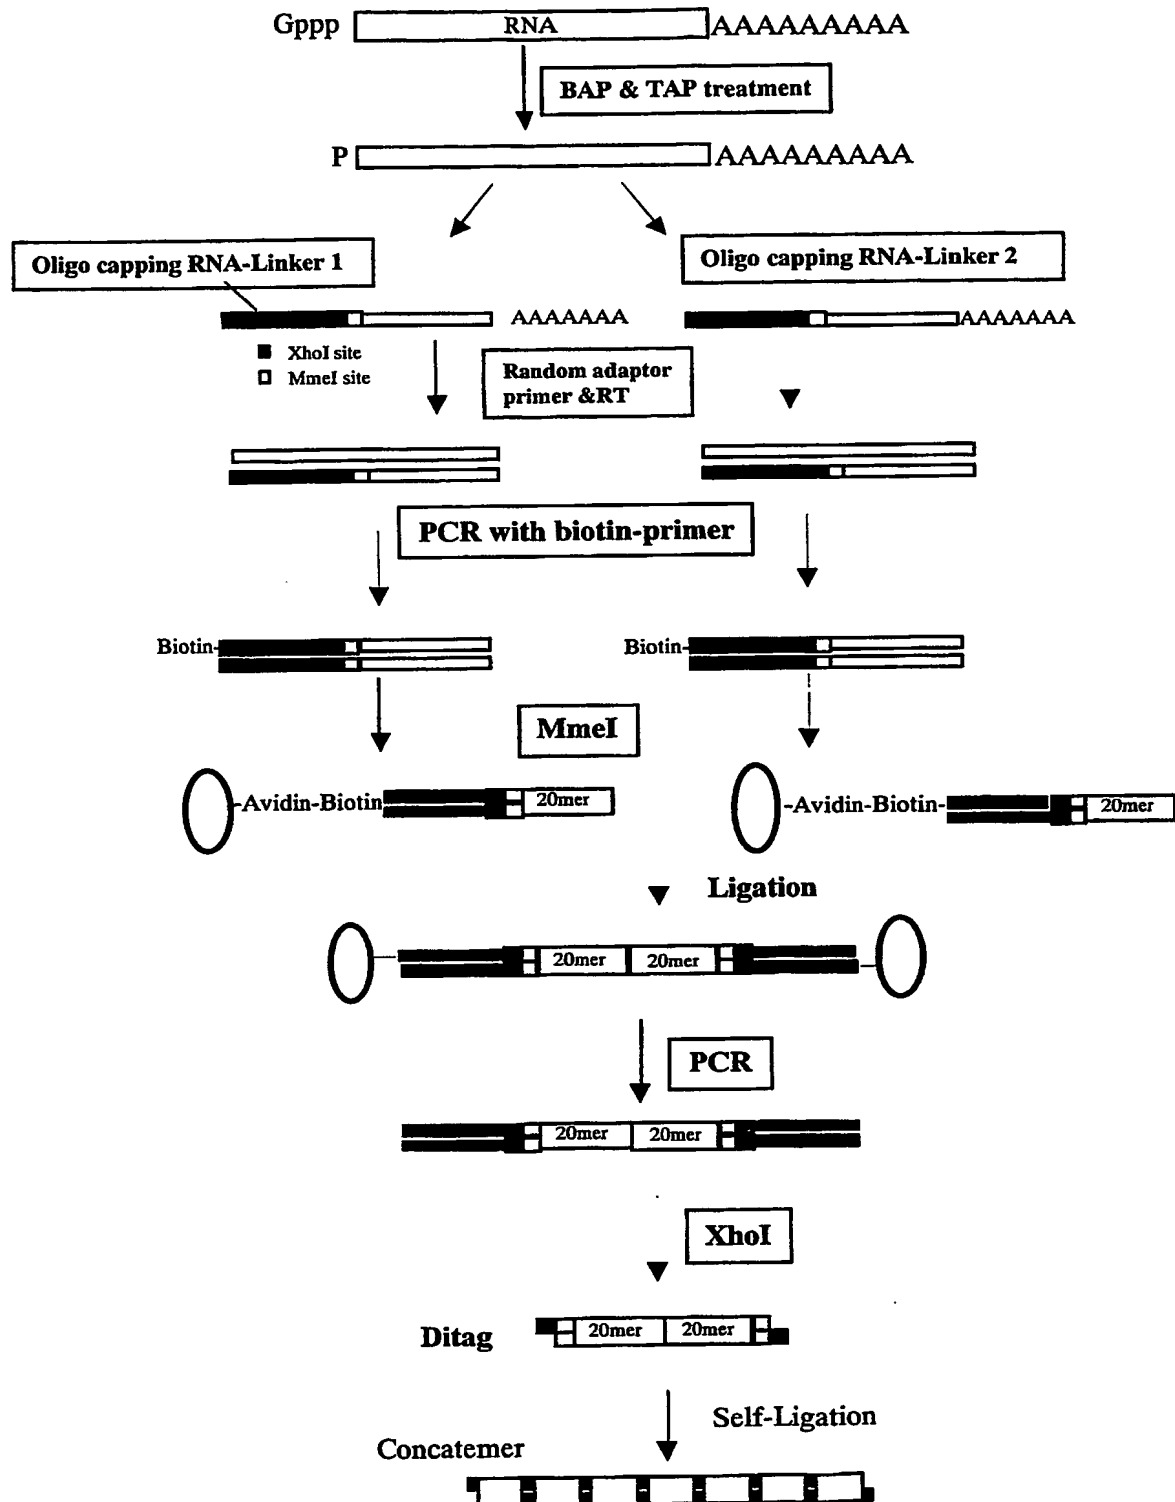 Gppp RNA AAAAAAAAA
BAP & TAP treatment
P AAAAAAAAA
Oligo capping RNA-Linker 1
Oligo capping RNA-Linker 2
AAAAAAA
AAAAAAA
XhoI site
MmeI site
Random adaptor
primer &RT
PCR with biotin-primer
Biotin-
Biotin-
MmeI
-Avidin-Biotin 20mer
-Avidin-Biotin- 20mer
Ligation
20mer 20mer
PCR
20mer 20mer
XhoI
Ditag 20mer 20mer
Self-Ligation
Concatemer